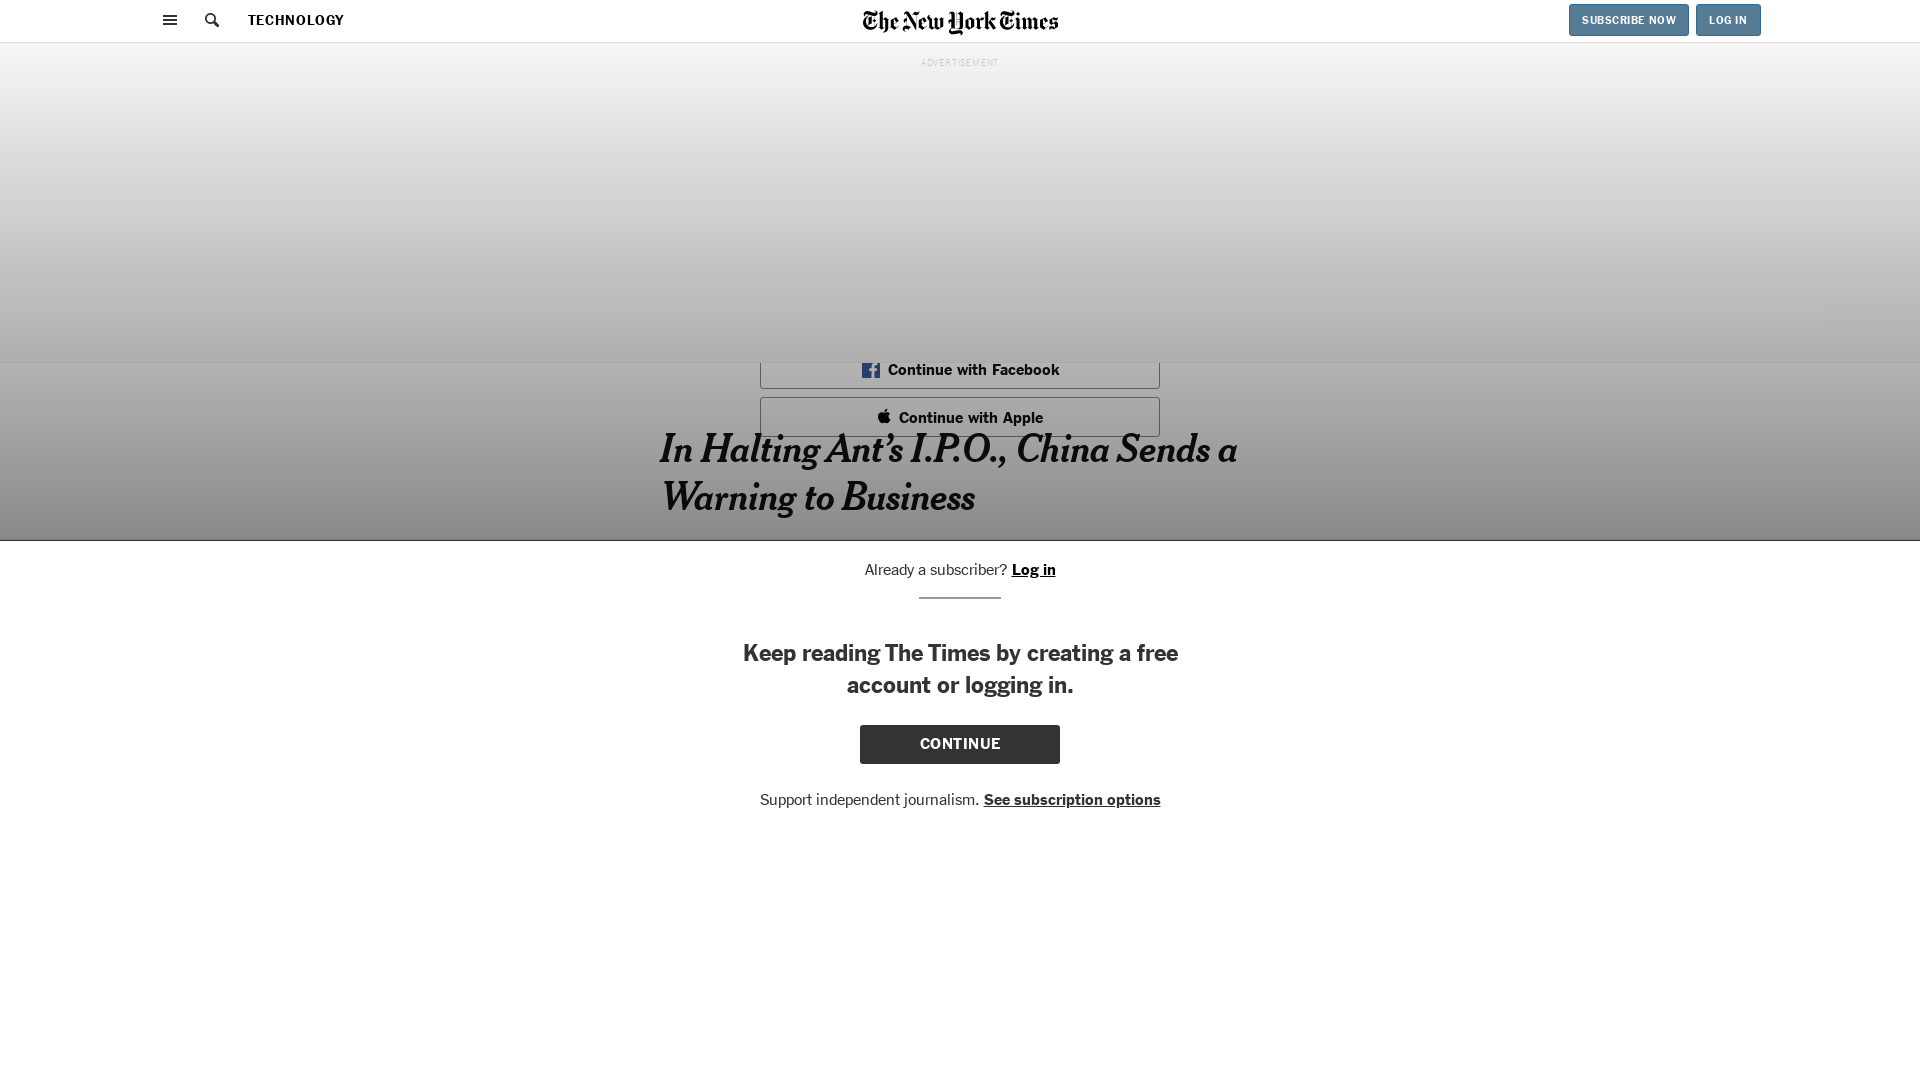 TECHNOLOGY
The New York Times
SUBSCRIBE NOW
LOG IN
ADVERTISEMENT
Continue with Facebook
Continue with Apple
In Halting Ant’s I.P.O., China Sends a
Warning to Business
Already a subscriber? Log in
Keep reading The Times by creating a free
account or logging in.
CONTINUE
Support independent journalism. See subscription options